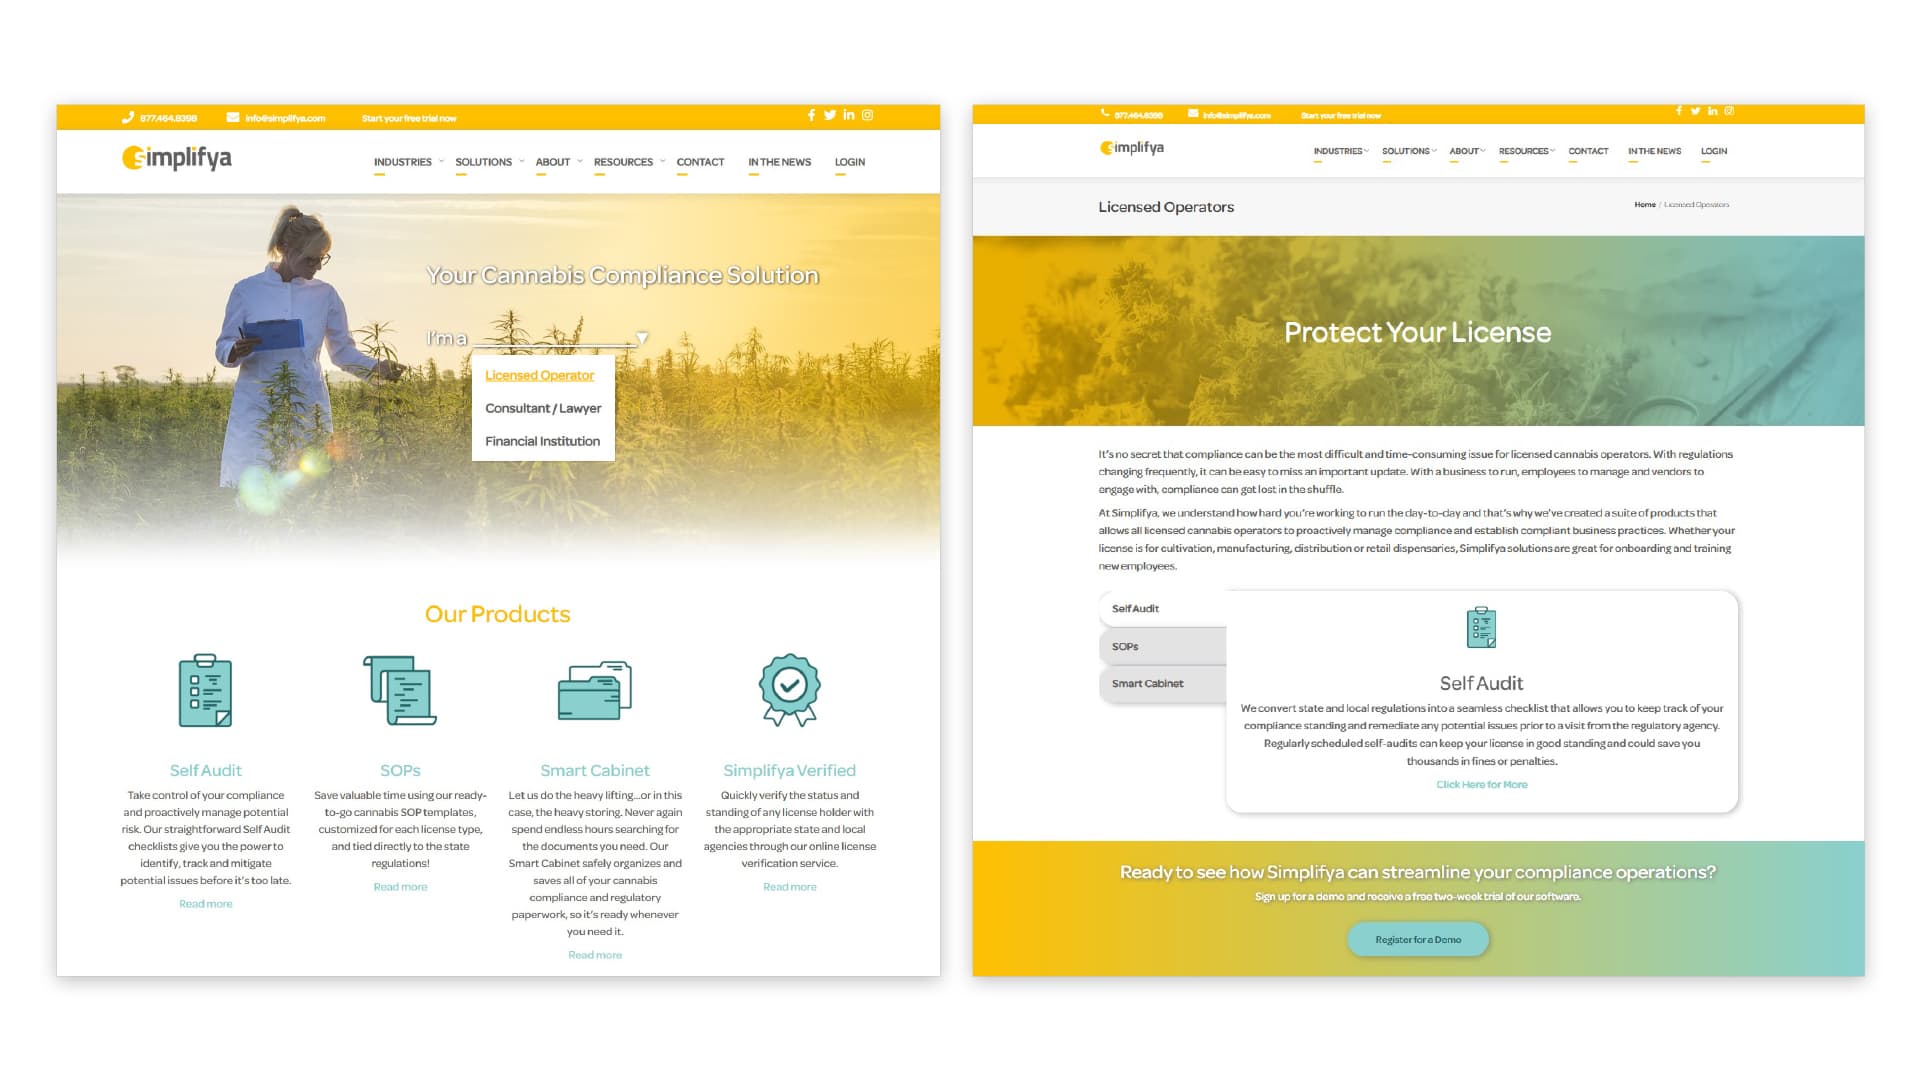 877.464.8398 info@simplifya.com Start your free trial now
simplifya
INDUSTRIES SOLUTIONS ABOUT RESOURCES CONTACT IN THE NEWS LOGIN
Your Cannabis Compliance Solution
I'm a
Licensed Operator
Consultant / Lawyer
Financial Institution
Our Products
Self Audit
Take control of your compliance
and proactively manage potential
risk. Our straightforward Self Audit
checklists give you the power to
identify, track and mitigate
potential issues before it's too late.
Read more
SOPs
Save valuable time using our ready-
to-go cannabis SOP templates,
customized for each license type,
and tied directly to the state
regulations!
Read more
Smart Cabinet
Let us do the heavy lifting...or in this
case, the heavy storing. Never again
spend endless hours searching for
the documents you need. Our
Smart Cabinet safely organizes and
saves all of your cannabis
compliance and regulatory
paperwork, so it's ready whenever
you need it.
Read more
Simplifya Verified
Quickly verify the status and
standing of any license holder with
the appropriate state and local
agencies through our online license
verification service.
Read more
877.464.8398 info@simplifya.com Start your free trial now
simplifya
INDUSTRIES SOLUTIONS ABOUT RESOURCES CONTACT IN THE NEWS LOGIN
Licensed Operators
Home / Licensed Operators
Protect Your License
It's no secret that compliance can be the most difficult and time-consuming issue for licensed cannabis operators. With regulations
changing frequently, it can be easy to miss an important update. With a business to run, employees to manage and vendors to
engage with, compliance can get lost in the shuffle.
At Simplifya, we understand how hard you're working to run the day-to-day and that's why we've created a suite of products that
allows all licensed cannabis operators to proactively manage compliance and establish compliant business practices. Whether your
license is for cultivation, manufacturing, distribution or retail dispensaries, Simplifya solutions are great for onboarding and training
new employees.
Self Audit
SOPs
Smart Cabinet
Self Audit
We convert state and local regulations into a seamless checklist that allows you to keep track of your
compliance standing and remediate any potential issues prior to a visit from the regulatory agency.
Regularly scheduled self-audits can keep your license in good standing and could save you
thousands in fines or penalties.
Click Here for More
Ready to see how Simplifya can streamline your compliance operations?
Sign up for a demo and receive a free two-week trial of our software.
Register for a Demo